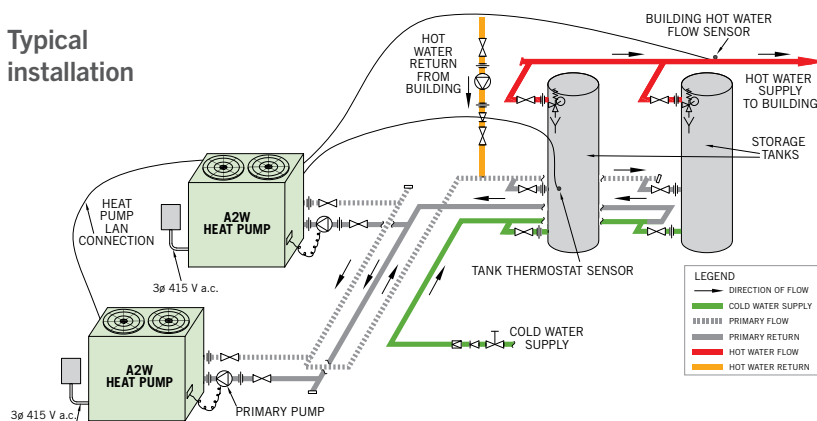 Typical
installation
HOT
WATER
RETURN
FROM
BUILDING
BUILDING HOT WATER
FLOW SENSOR
HOT WATER
SUPPLY
TO BUILDING
STORAGE
TANKS
HEAT
PUMP
LAN
CONNECTION
A2W
HEAT PUMP
3ø 415 V a.c.
TANK THERMOSTAT SENSOR
A2W
HEAT PUMP
3ø 415 V a.c.
PRIMARY PUMP
COLD WATER
SUPPLY
LEGEND
DIRECTION OF FLOW
COLD WATER SUPPLY
PRIMARY FLOW
PRIMARY RETURN
HOT WATER FLOW
HOT WATER RETURN